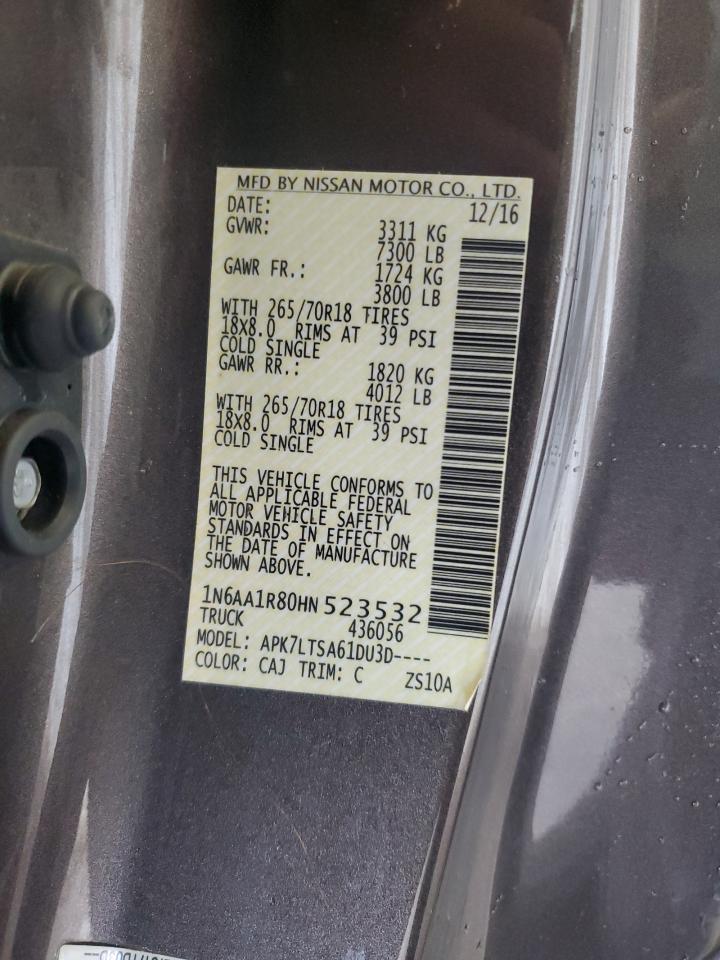 MFD BY NISSAN MOTOR CO., LTD.
DATE: 12/16
GVWR: 3311 KG
7300 LB
GAWR FR.: 1724 KG
3800 LB
WITH 265/70R18 TIRES
18X8.0 RIMS AT 39 PSI
COLD SINGLE
GAWR RR.: 1820 KG
4012 LB
WITH 265/70R18 TIRES
18X8.0 RIMS AT 39 PSI
COLD SINGLE
THIS VEHICLE CONFORMS TO
ALL APPLICABLE FEDERAL
MOTOR VEHICLE SAFETY
STANDARDS IN EFFECT ON
THE DATE OF MANUFACTURE
SHOWN ABOVE.
1N6AA1R80HN523532
TRUCK 436056
MODEL: APK7LTSA61DU3D----
COLOR: CAJ TRIM: C ZS10A